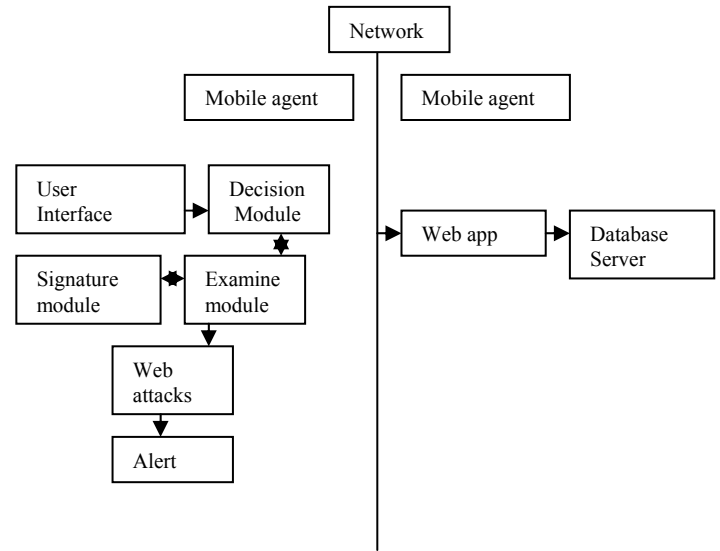 Network
Mobile agent
Mobile agent
User
Interface
Decision
Module
Web app
Database
Server
Signature
module
Examine
module
Web
attacks
Alert